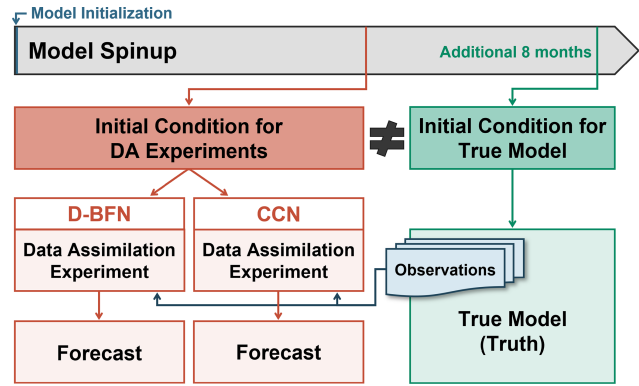 Model Initialization
Model Spinup
Additional 8 months
Initial Condition for
DA Experiments
≠
Initial Condition for
True Model
D-BFN
Data Assimilation
Experiment
CCN
Data Assimilation
Experiment
Observations
Forecast
Forecast
True Model
(Truth)